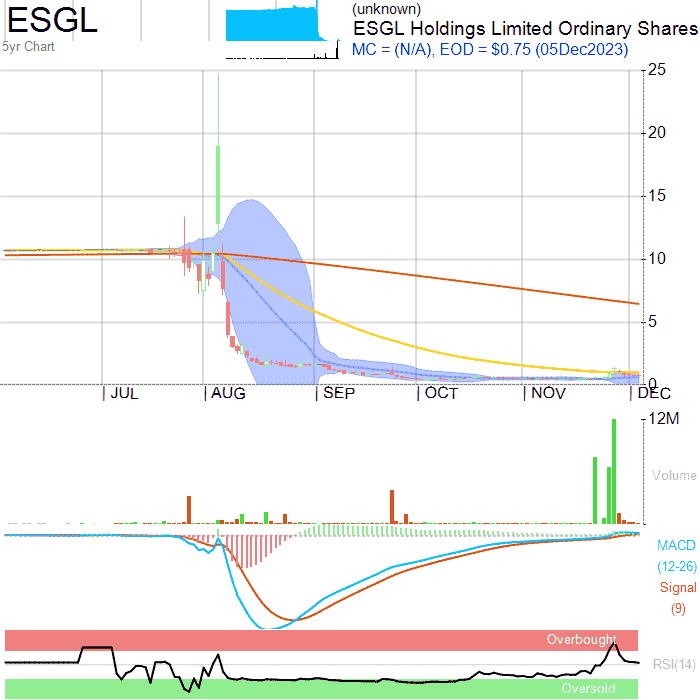 ESGL
(unknown)
ESGL Holdings Limited Ordinary Shares
5yr Chart
MC = (N/A), EOD = $0.75 (05Dec2023)
25
20
15
10
5
0
JUL AUG SEP OCT NOV DEC
12M
Volume
MACD
(12-26)
Signal
(9)
Overbought
RSI(14)
Oversold